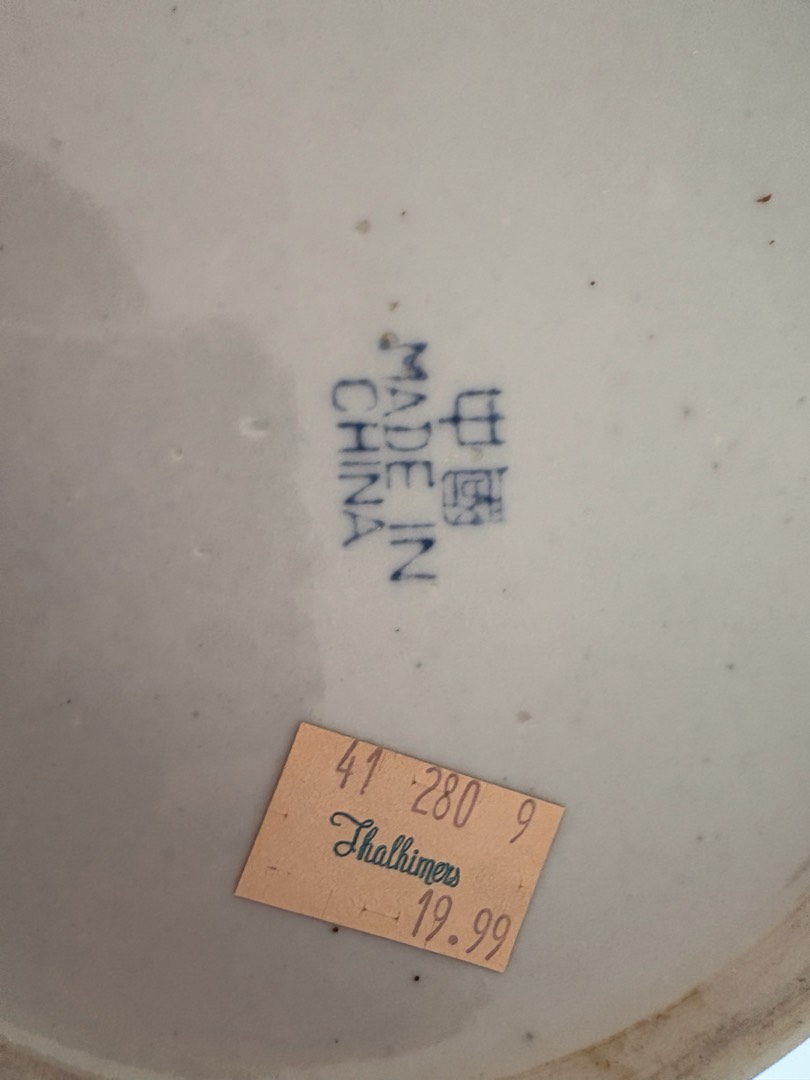 中國
MADE IN
CHINA
41 280 9
Thalhimers
19.99